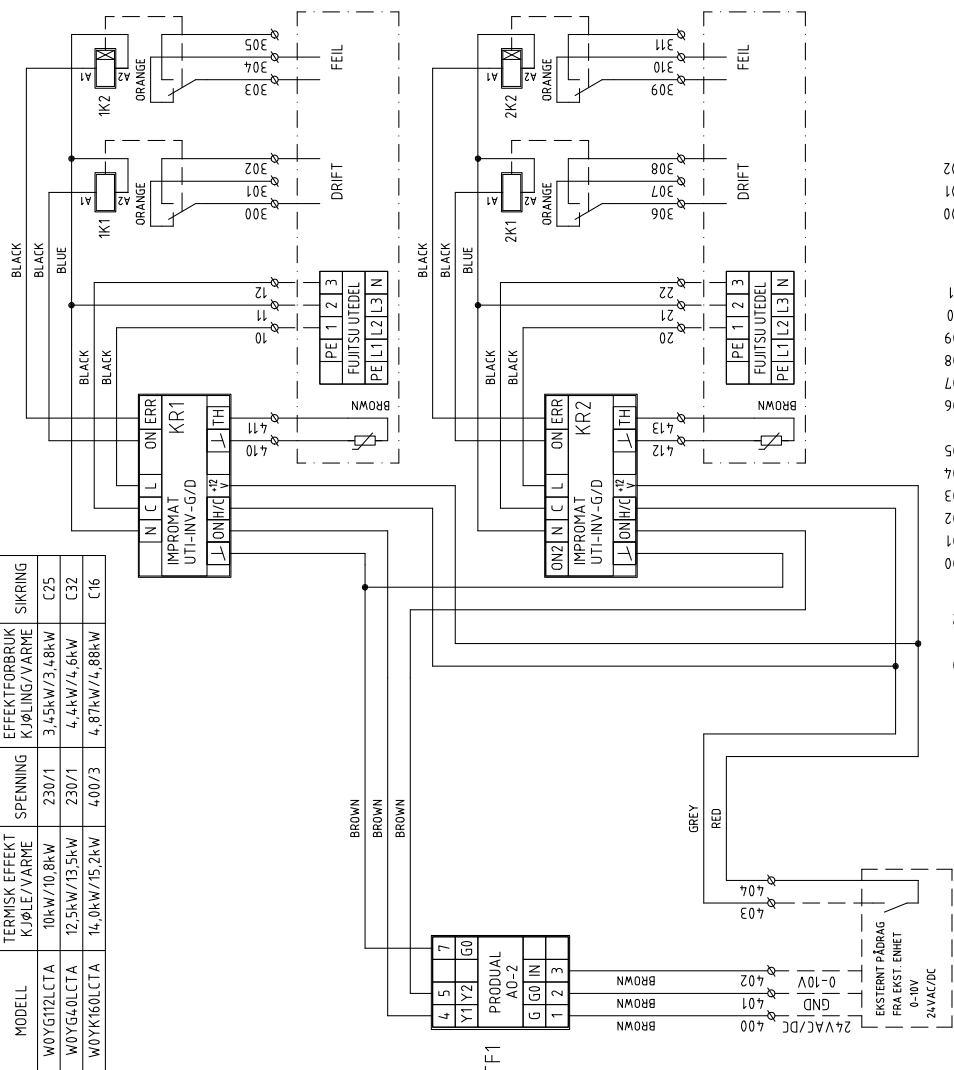 MODELL
TERMISK EFFEKT
KJØLE/VARME
SPENNING
EFFEKTFORBRUK
KJØLING/VARME
SIKRING
WOYG112LCTA 10kW/10,8kW 230/1 3,45kW/3,48kW C25
WOYG40LCTA 12,5kW/13,5kW 230/1 4,4kW/4,6kW C32
WOYK160LCTA 14,0kW/15,2kW 400/3 4,87kW/4,88kW C16
BLACK
BLACK
BLUE
BLACK
BLACK
1K2
A1
A2
ORANGE
305
304
303
FEIL
1K1
A1
A2
ORANGE
302
301
300
DRIFT
12
11
10
PE 1 2 3
FUJITSU UTEDEL
PE L1 L2 L3 N
N C L ON ERR
IMPROMAT
UTI-INV-G/D
KR1
ON H/C +12 V TH
411
410
BROWN
BLACK
BLACK
BLUE
BLACK
BLACK
2K2
A1
A2
ORANGE
311
310
309
FEIL
2K1
A1
A2
ORANGE
308
307
306
DRIFT
22
21
20
PE 1 2 3
FUJITSU UTEDEL
PE L1 L2 L3 N
ON2 N C L ON ERR
IMPROMAT
UTI-INV-G/D
KR2
ON H/C +12 V TH
413
412
BROWN
BROWN
BROWN
BROWN
GREY
RED
4 5 7
Y1 Y2 G0
PRODUAL
AO-2
G G0 IN
1 2 3
BROWN
BROWN
BROWN
404
403
402
401
400
0-10V
GND
24VAC/DC
EKSTERNT PÅDRAG
FRA EKST. ENHET
0-10V
24VAC/DC